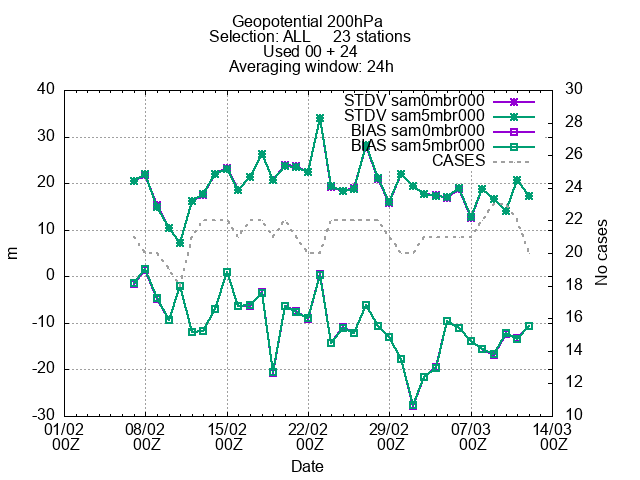 Geopotential 200hPa
Selection: ALL 23 stations
Used 00 + 24
Averaging window: 24h
STDV sam0mbr000
STDV sam5mbr000
BIAS sam0mbr000
BIAS sam5mbr000
CASES
40
30
20
10
0
-10
-20
-30
m
30
28
26
24
22
20
18
16
14
12
10
No cases
01/02 08/02 15/02 22/02 29/02 07/03 14/03
00Z 00Z 00Z 00Z 00Z 00Z 00Z
Date